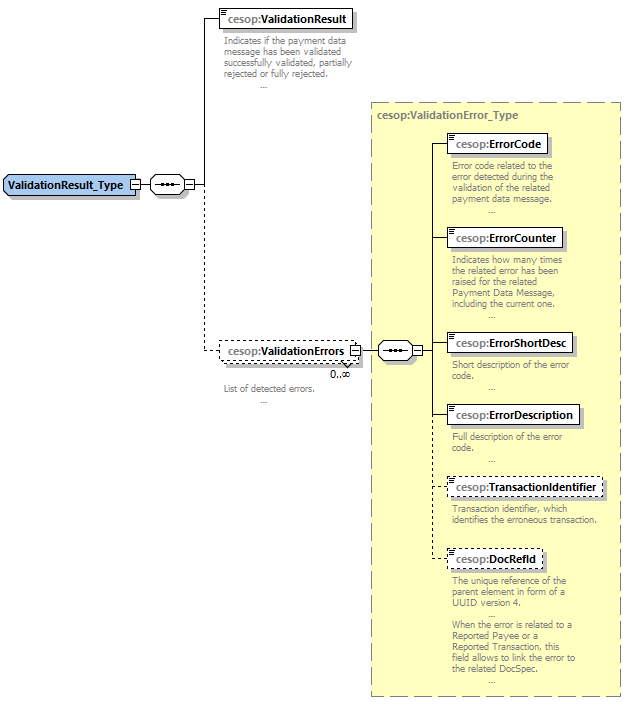 cesop:ValidationResult
Indicates if the payment data
message has been validated
successfully validated, partially
rejected or fully rejected.
...
ValidationResult_Type
cesop:ValidationErrors
0..∞
List of detected errors.
...
cesop:ValidationError_Type
cesop:ErrorCode
Error code related to the
error detected during the
validation of the related
payment data message.
...
cesop:ErrorCounter
Indicates how many times
the related error has been
raised for the related
Payment Data Message,
including the current one.
...
cesop:ErrorShortDesc
Short description of the error
code.
...
cesop:ErrorDescription
Full description of the error
code.
...
cesop:TransactionIdentifier
Transaction identifier, which
identifies the erroneous transaction.
cesop:DocRefId
The unique reference of the
parent element in form of a
UUID version 4.
...
When the error is related to a
Reported Payee or a
Reported Transaction, this
field allows to link the error to
the related DocSpec.
...